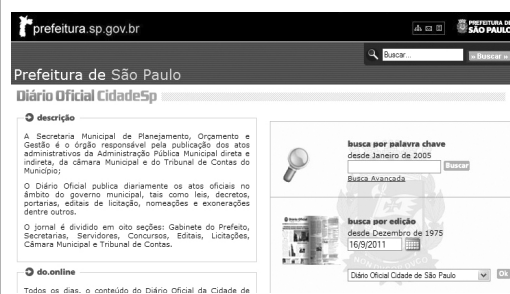 prefeitura.sp.gov.br
PREFEITURA DE
SÃO PAULO
Buscar...
» Buscar »
Prefeitura de São Paulo
Diário Oficial CidadeSp
descrição
A Secretaria Municipal de Planejamento, Orçamento e
Gestão é o órgão responsável pela publicação dos atos
administrativos da Administração Pública Municipal direta e
indireta, da câmara Municipal e do Tribunal de Contas do
Município;
O Diário Oficial publica diariamente os atos oficiais no
âmbito do governo municipal, tais como leis, decretos,
portarias, editais de licitação, nomeações e exonerações
dentre outros.
O jornal é dividido em oito seções: Gabinete do Prefeito,
Secretarias, Servidores, Concursos, Editais, Licitações,
Câmara Municipal e Tribunal de Contas.
do.online
Todos os dias, o conteúdo do Diário Oficial da Cidade de
busca por palavra chave
desde Janeiro de 2005
Buscar
Busca Avançada
busca por edição
desde Dezembro de 1975
16/9/2011
Diário Oficial Cidade de São Paulo
Ok